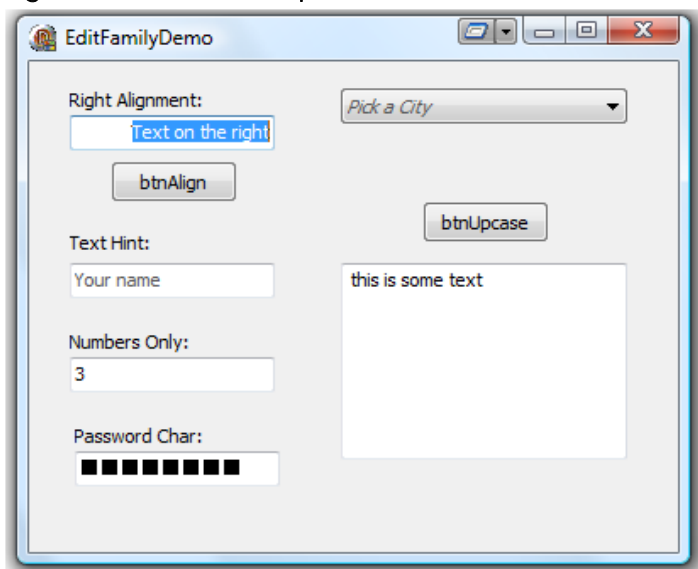 EditFamilyDemo
Right Alignment:
Text on the right
btnAlign
Text Hint:
Your name
Numbers Only:
3
Password Char:
Pick a City
btnUpcase
this is some text